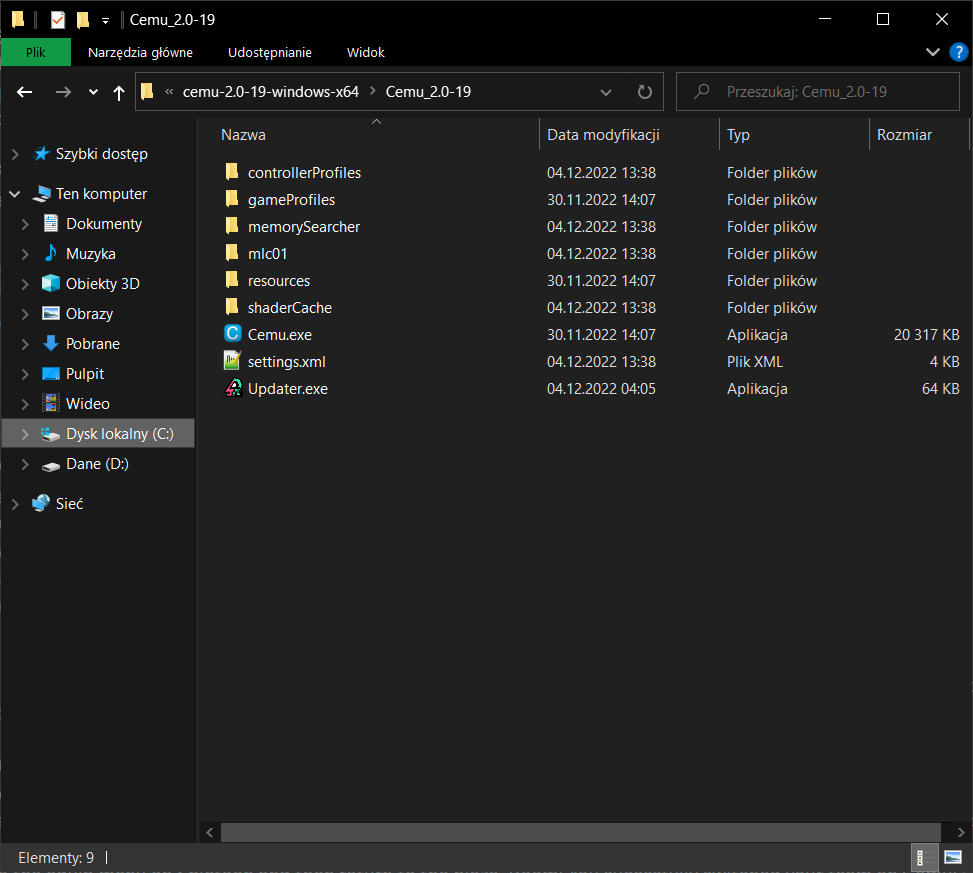 Cemu_2.0-19
Plik Narzędzia główne Udostępnianie Widok
« cemu-2.0-19-windows-x64 > Cemu_2.0-19 Przeszukaj: Cemu_2.0-19
Szybki dostęp
Ten komputer
Dokumenty
Muzyka
Obiekty 3D
Obrazy
Pobrane
Pulpit
Wideo
Dysk lokalny (C:)
Dane (D:)
Sieć
Nazwa Data modyfikacji Typ Rozmiar
controllerProfiles 04.12.2022 13:38 Folder plików
gameProfiles 30.11.2022 14:07 Folder plików
memorySearcher 04.12.2022 13:38 Folder plików
mlc01 04.12.2022 13:38 Folder plików
resources 30.11.2022 14:07 Folder plików
shaderCache 04.12.2022 13:38 Folder plików
Cemu.exe 30.11.2022 14:07 Aplikacja 20 317 KB
settings.xml 04.12.2022 13:38 Plik XML 4 KB
Updater.exe 04.12.2022 04:05 Aplikacja 64 KB
Elementy: 9